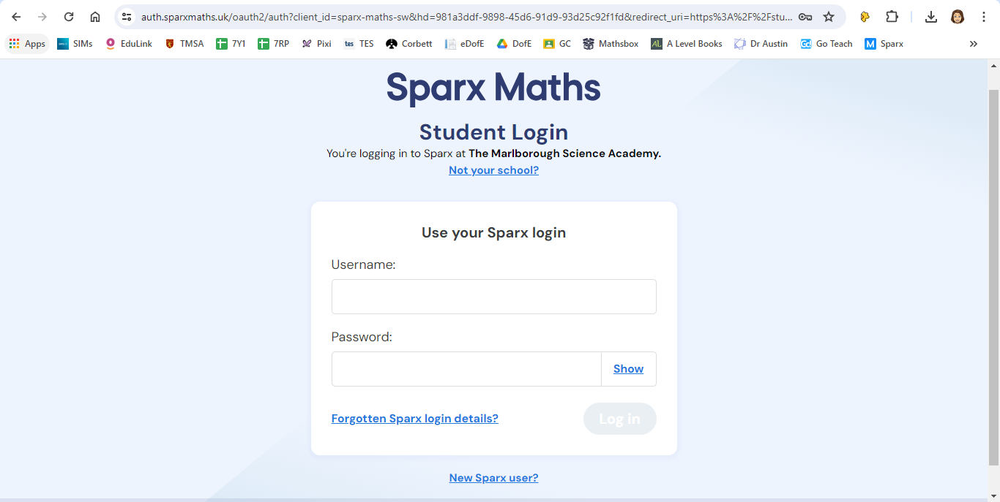 auth.sparxmaths.uk/oauth2/auth?client_id=sparx-maths-sw&hd=981a3ddf-9898-45d6-91d9-93d25c92f1fd&redirect_uri=https%3A%2F%2Fstu...
Apps SIMs EduLink TMSA 7Y1 7RP Pixi tes TES Corbett eDofE DofE GC Mathsbox AL A Level Books Dr Austin Go Teach M Sparx »
Sparx Maths
Student Login
You're logging in to Sparx at The Marlborough Science Academy.
Not your school?
Use your Sparx login
Username:
Password:
Show
Forgotten Sparx login details? Log in
New Sparx user?